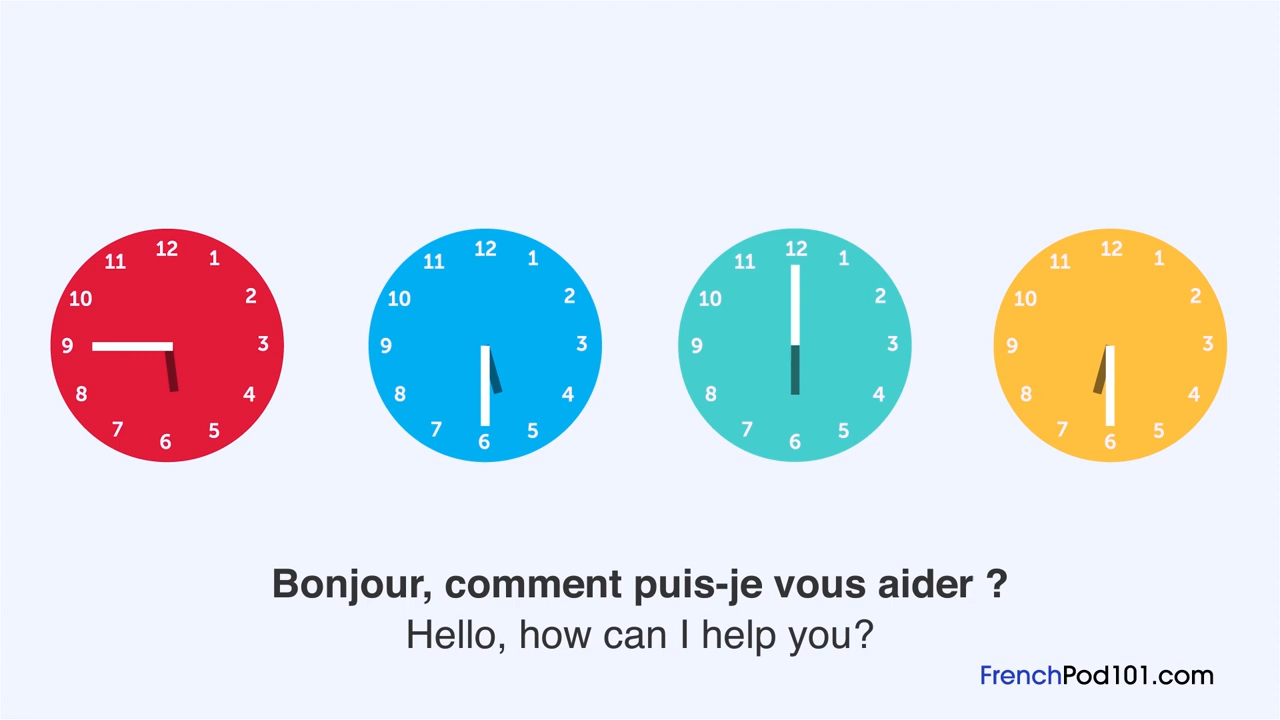 12 1 2 3 4 5 6 7 8 9 10 11
12 1 2 3 4 5 6 7 8 9 10 11
12 1 2 3 4 5 6 7 8 9 10 11
12 1 2 3 4 5 6 7 8 9 10 11
Bonjour, comment puis-je vous aider ?
Hello, how can I help you?
FrenchPod101.com